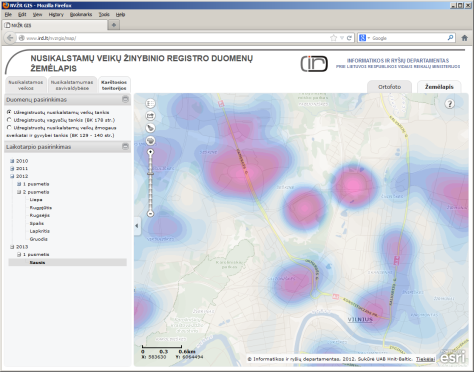 NVŽR GIS - Mozilla Firefox
File Edit View History Bookmarks Tools Help
NVŽR GIS
www.ird.lt/nvzrgis/map/
Google
NUSIKALSTAMŲ VEIKŲ ŽINYBINIO REGISTRO DUOMENŲ
ŽEMĖLAPIS
INFORMATIKOS IR RYŠIŲ DEPARTAMENTAS
PRIE LIETUVOS RESPUBLIKOS VIDAUS REIKALŲ MINISTERIJOS
Nusikalstamos veikos
Nusikalstamumas savivaldybėse
Karštosios teritorijos
Ortofoto
Žemėlapis
Duomenų pasirinkimas
Užregistruotų nusikalstamų veikų tankis
Užregistruotų vagysčių tankis (BK 178 str.)
Užregistruotų nusikalstamų veikų žmogaus
sveikatai ir gyvybei tankis (BK 129 - 140 str.)
Laikotarpio pasirinkimas
2010
2011
2012
1 pusmetis
2 pusmetis
Liepa
Rugpjūtis
Rugsėjis
Spalis
Lapkritis
Gruodis
2013
1 pusmetis
Sausis
VILNIUS
0 0.3 0.6km
X: 583630 Y: 6064494
© Informatikos ir ryšių departamentas, 2012. Sukūrė UAB Hnit-Baltic.
esri